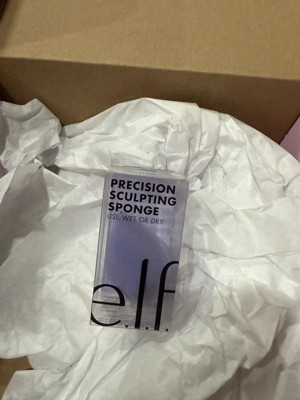 PRECISION
SCULPTING
SPONGE
USE WET OR DRY
e.l.f.